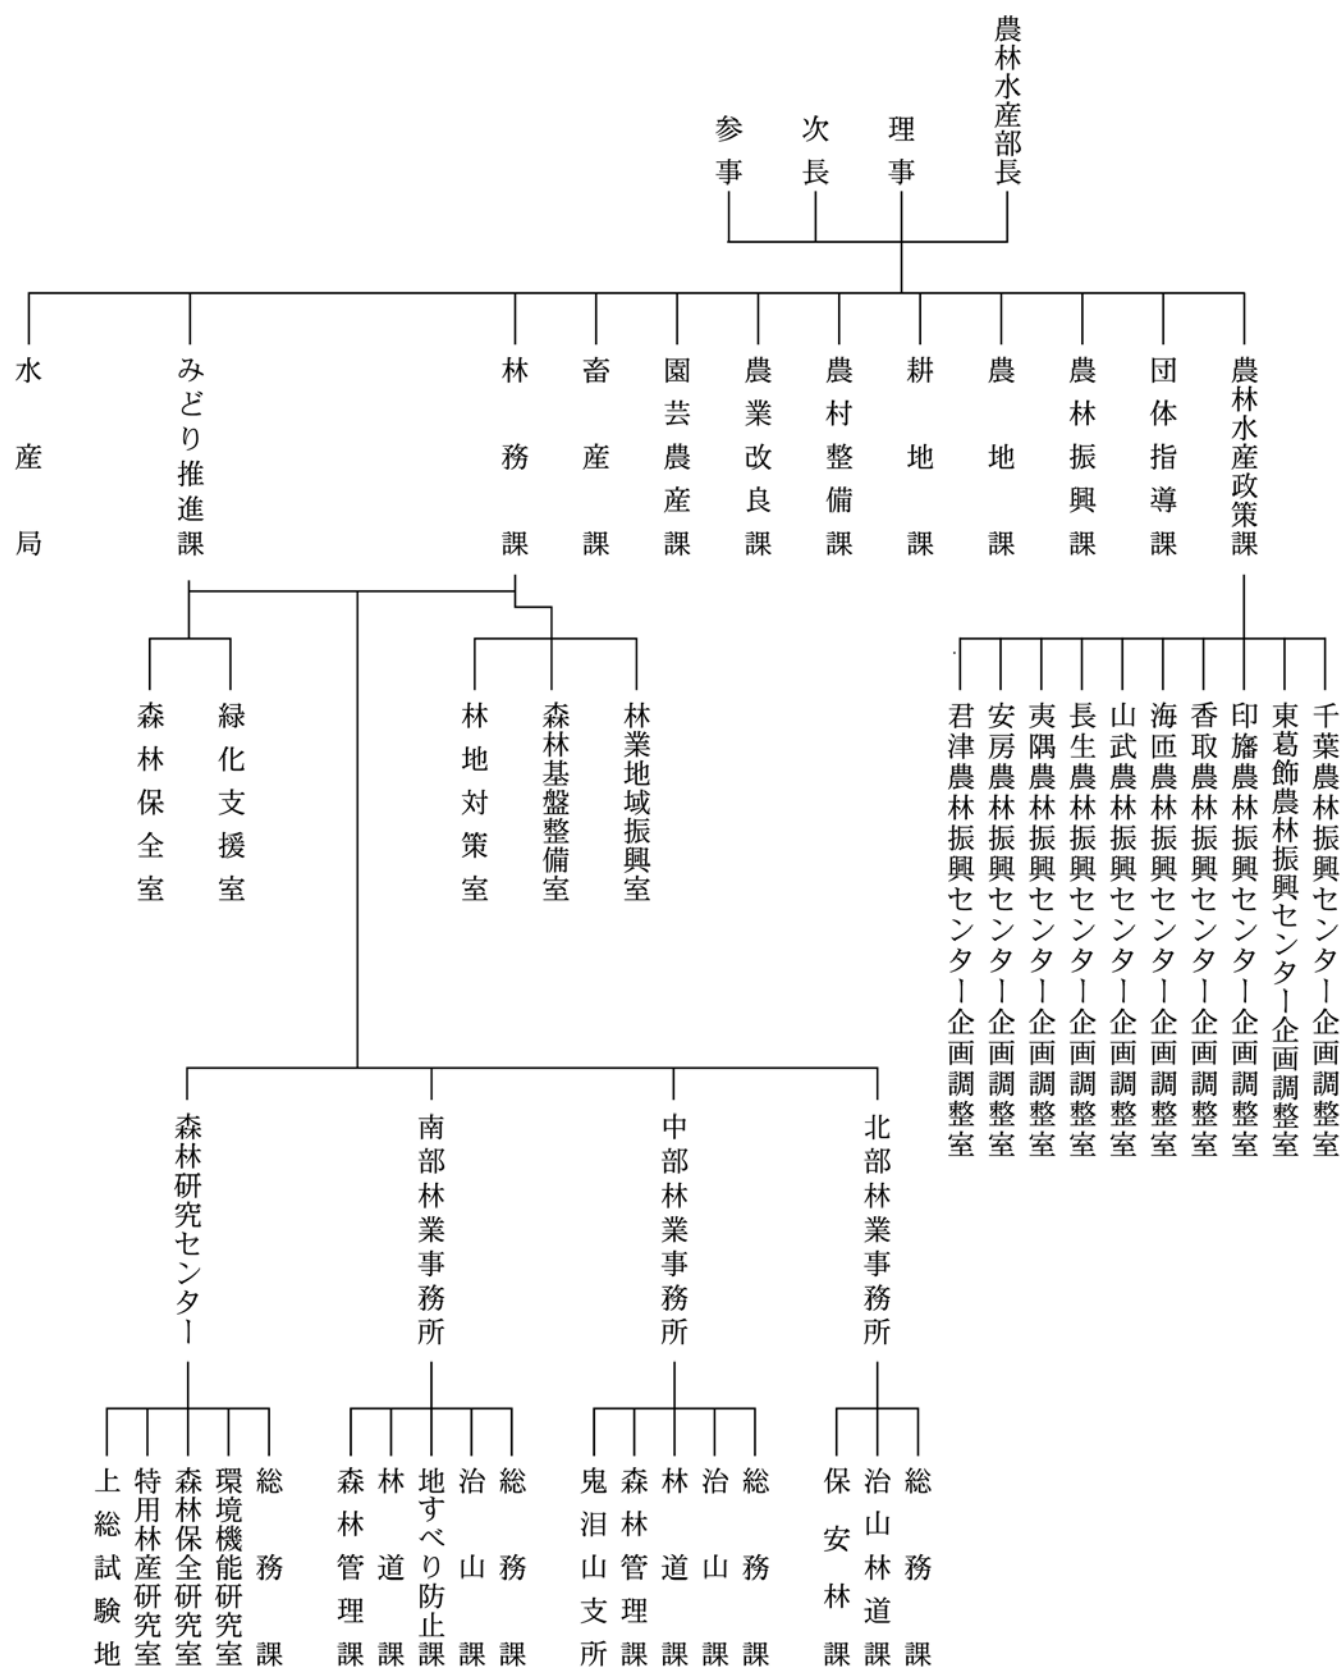 農林水産部長
理事
次長
参事
農林水産政策課
団体指導課
農林振興課
農地課
耕地課
農村整備課
農業改良課
園芸農産課
畜産課
林務課
みどり推進課
水産局
千葉農林振興センター企画調整室
東葛飾農林振興センター企画調整室
印旛農林振興センター企画調整室
香取農林振興センター企画調整室
海匝農林振興センター企画調整室
山武農林振興センター企画調整室
長生農林振興センター企画調整室
夷隅農林振興センター企画調整室
安房農林振興センター企画調整室
君津農林振興センター企画調整室
林業地域振興室
森林基盤整備室
林地対策室
緑化支援室
森林保全室
北部林業事務所
中部林業事務所
南部林業事務所
森林研究センター
総務課
治山林道課
保安林課
総務課
治山課
林道課
森林管理課
鬼泪山支所
総務課
治山課
地すべり防止課
林道課
森林管理課
総務課
環境機能研究室
森林保全研究室
特用林産研究室
上総試験地